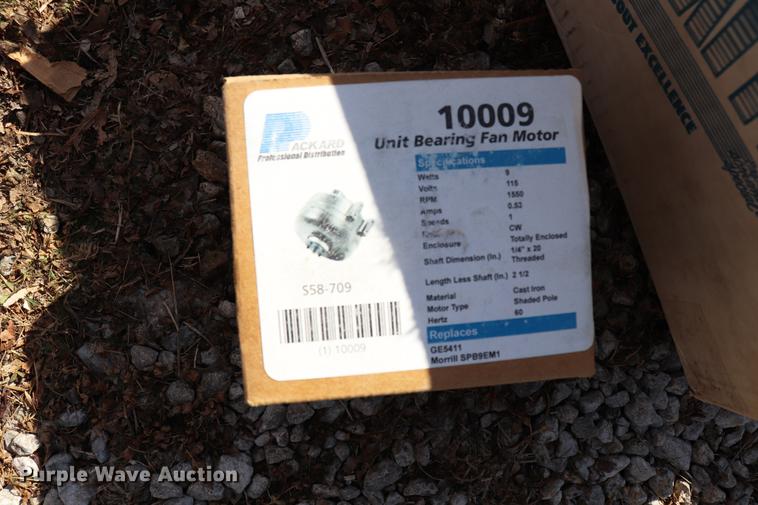 OUT EXCELLENCE
PACKARD
Professional Distribution
10009
Unit Bearing Fan Motor
Specifications
Watts 9
Volts 115
RPM 1550
Amps 0.53
Speeds 1
CW
Enclosure Totally Enclosed
Shaft Dimension (In.) 1/4" x 20
Threaded
Length Less Shaft (In.) 2 1/2
Material Cast Iron
Motor Type Shaded Pole
Hertz 60
Replaces
GE5411
Morrill SPB9EM1
S58-709
(1) 10009
Purple Wave Auction